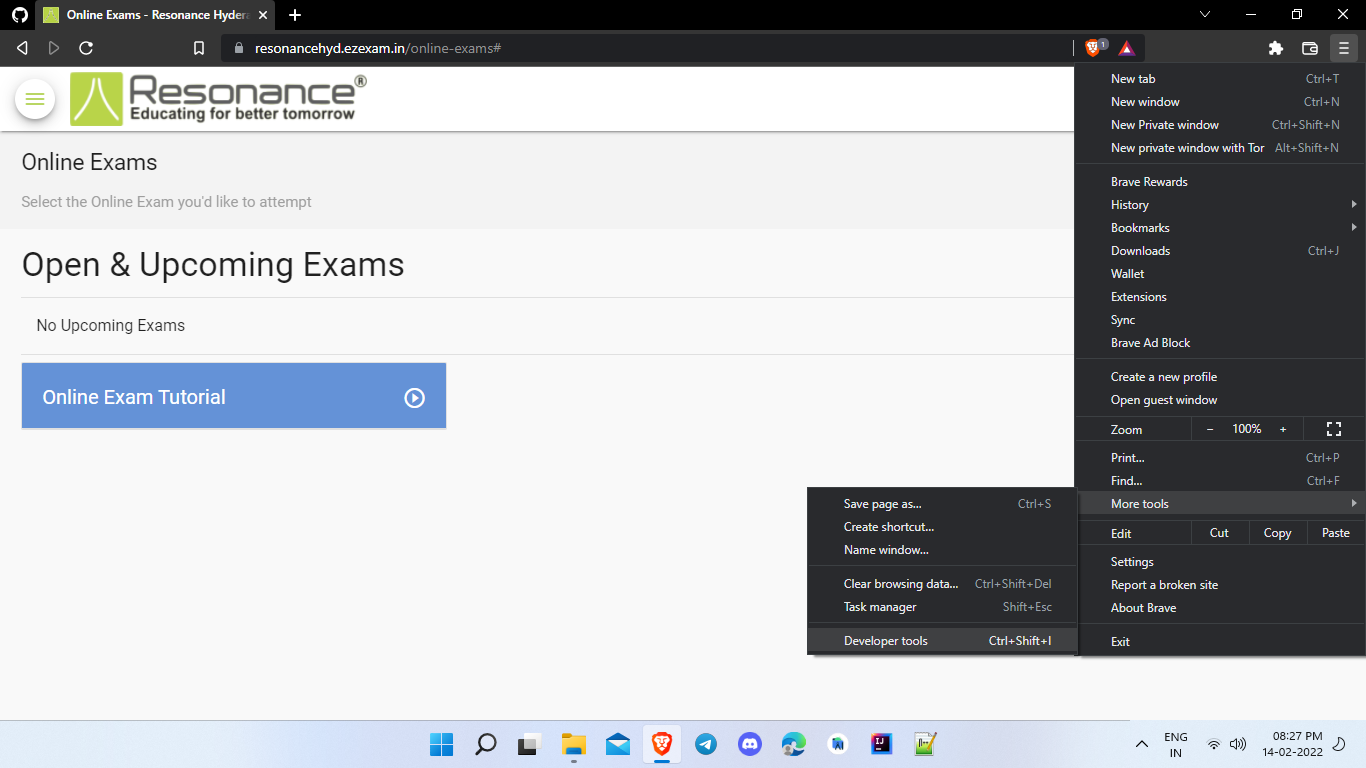 Online Exams - Resonance Hydera
resonancehyd.ezexam.in/online-exams#
1
Resonance®
Educating for better tomorrow
Online Exams
Select the Online Exam you'd like to attempt
Open & Upcoming Exams
No Upcoming Exams
Online Exam Tutorial
New tab Ctrl+T
New window Ctrl+N
New Private window Ctrl+Shift+N
New private window with Tor Alt+Shift+N
Brave Rewards
History
Bookmarks
Downloads Ctrl+J
Wallet
Extensions
Sync
Brave Ad Block
Create a new profile
Open guest window
Zoom − 100% +
Print... Ctrl+P
Find... Ctrl+F
More tools
Edit Cut Copy Paste
Settings
Report a broken site
About Brave
Exit
Save page as... Ctrl+S
Create shortcut...
Name window...
Clear browsing data... Ctrl+Shift+Del
Task manager Shift+Esc
Developer tools Ctrl+Shift+I
IJ
ENG
IN
08:27 PM
14-02-2022